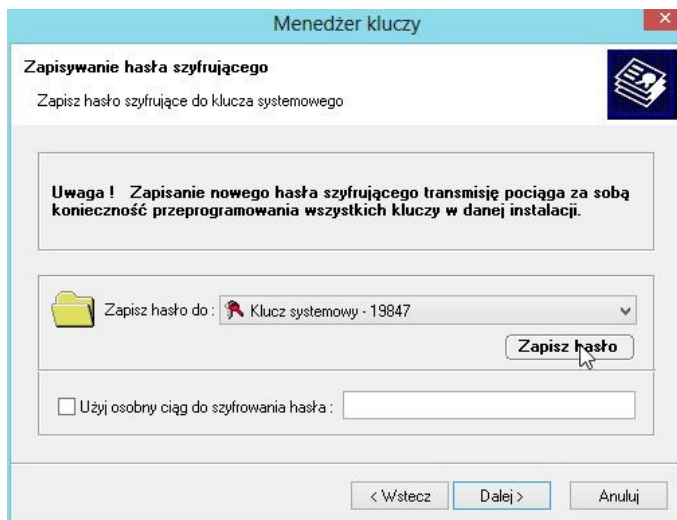 Menedżer kluczy
Zapisywanie hasła szyfrującego
Zapisz hasło szyfrujące do klucza systemowego
Uwaga ! Zapisanie nowego hasła szyfrującego transmisję pociąga za sobą
konieczność przeprogramowania wszystkich kluczy w danej instalacji.
Zapisz hasło do : Klucz systemowy - 19847
Zapisz hasło
Użyj osobny ciąg do szyfrowania hasła :
< Wstecz Dalej > Anuluj